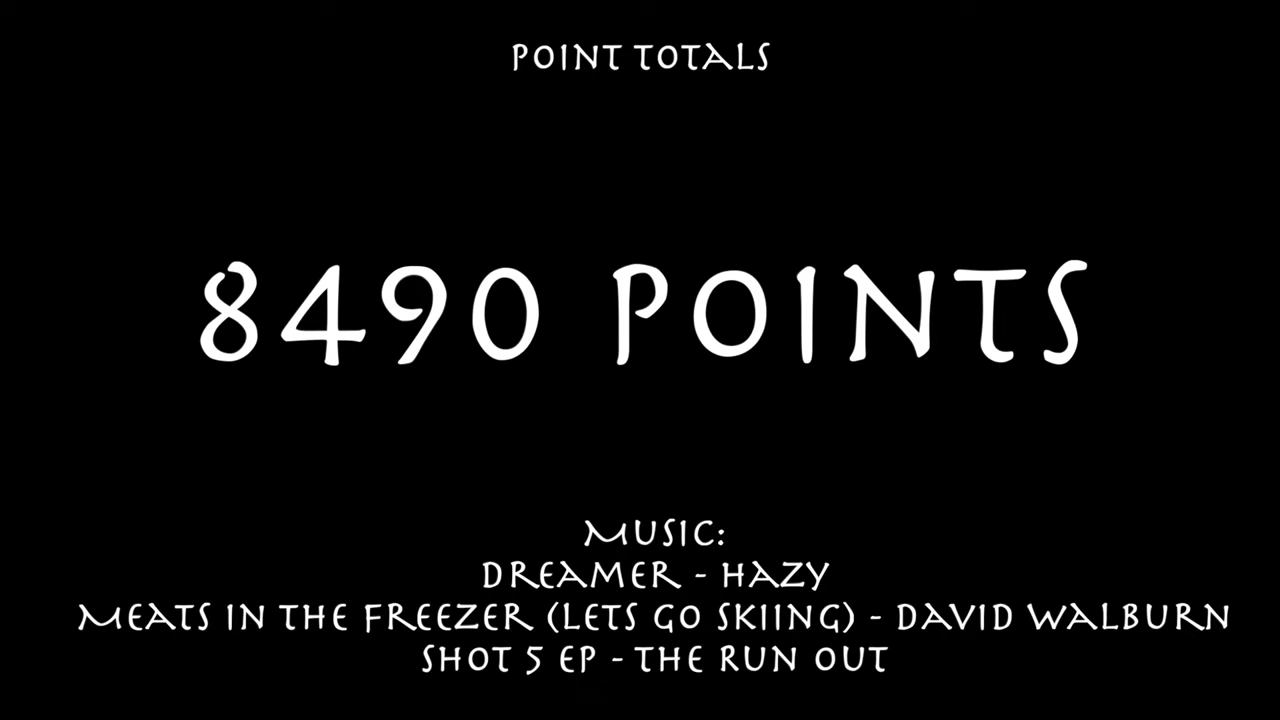 POINT TOTALS
8490 POINTS
MUSIC:
DREAMER - HAZY
MEATS IN THE FREEZER (LETS GO SKIING) - DAVID WALBURN
SHOT 5 EP - THE RUN OUT